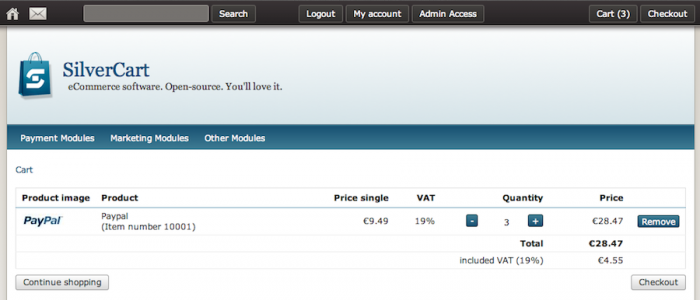 Search Logout My account Admin Access Cart (3) Checkout
SilverCart
eCommerce software. Open-source. You'll love it.
Payment Modules Marketing Modules Other Modules
Cart
Product image Product Price single VAT Quantity Price
PayPal Paypal €9.49 19% - 3 + €28.47 Remove
(Item number 10001)
Total €28.47
included VAT (19%) €4.55
Continue shopping Checkout